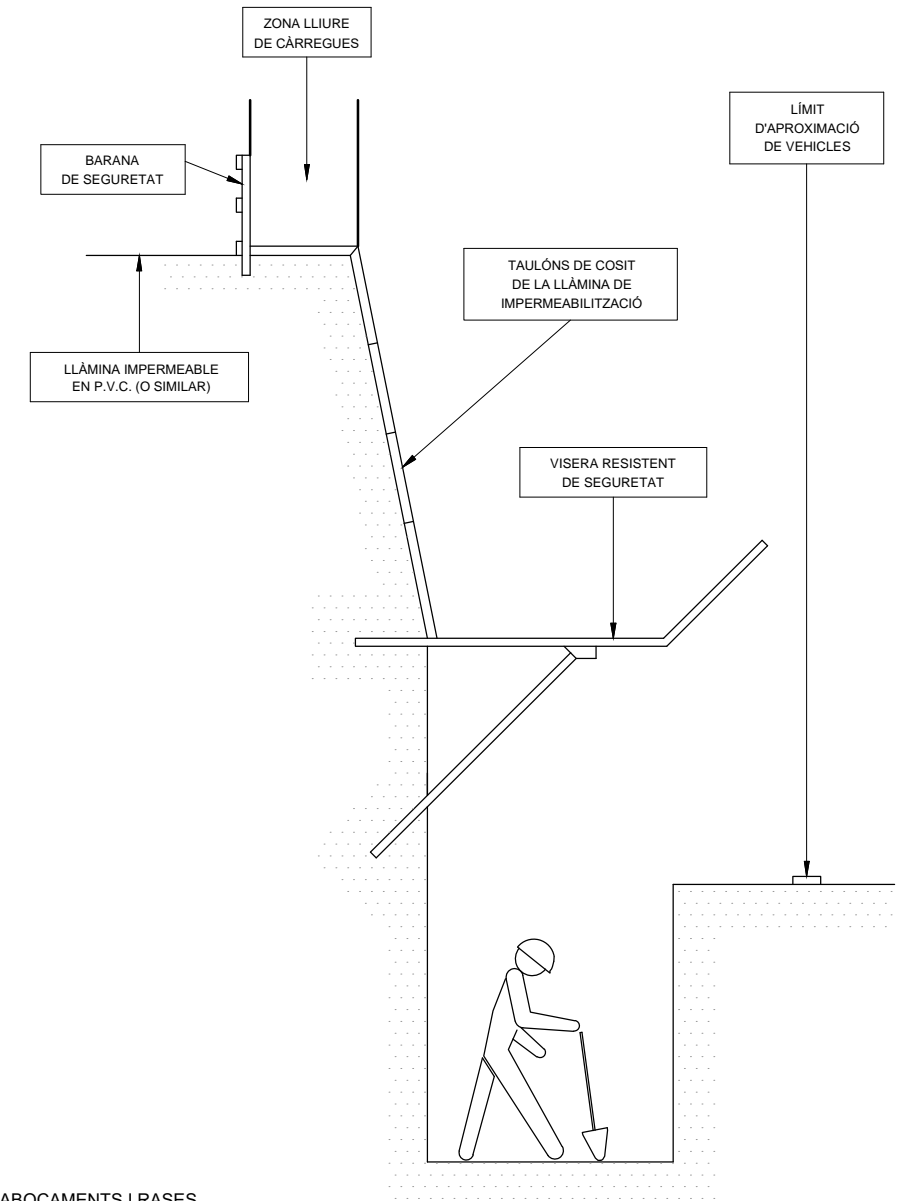 ZONA LLIURE
DE CÀRREGUES
LÍMIT
D'APROXIMACIÓ
DE VEHICLES
BARANA
DE SEGURETAT
TAULÓNS DE COSIT
DE LA LLÀMINA DE
IMPERMEABILITZACIÓ
LLÀMINA IMPERMEABLE
EN P.V.C. (O SIMILAR)
VISERA RESISTENT
DE SEGURETAT
ABOCAMENTS I RASES